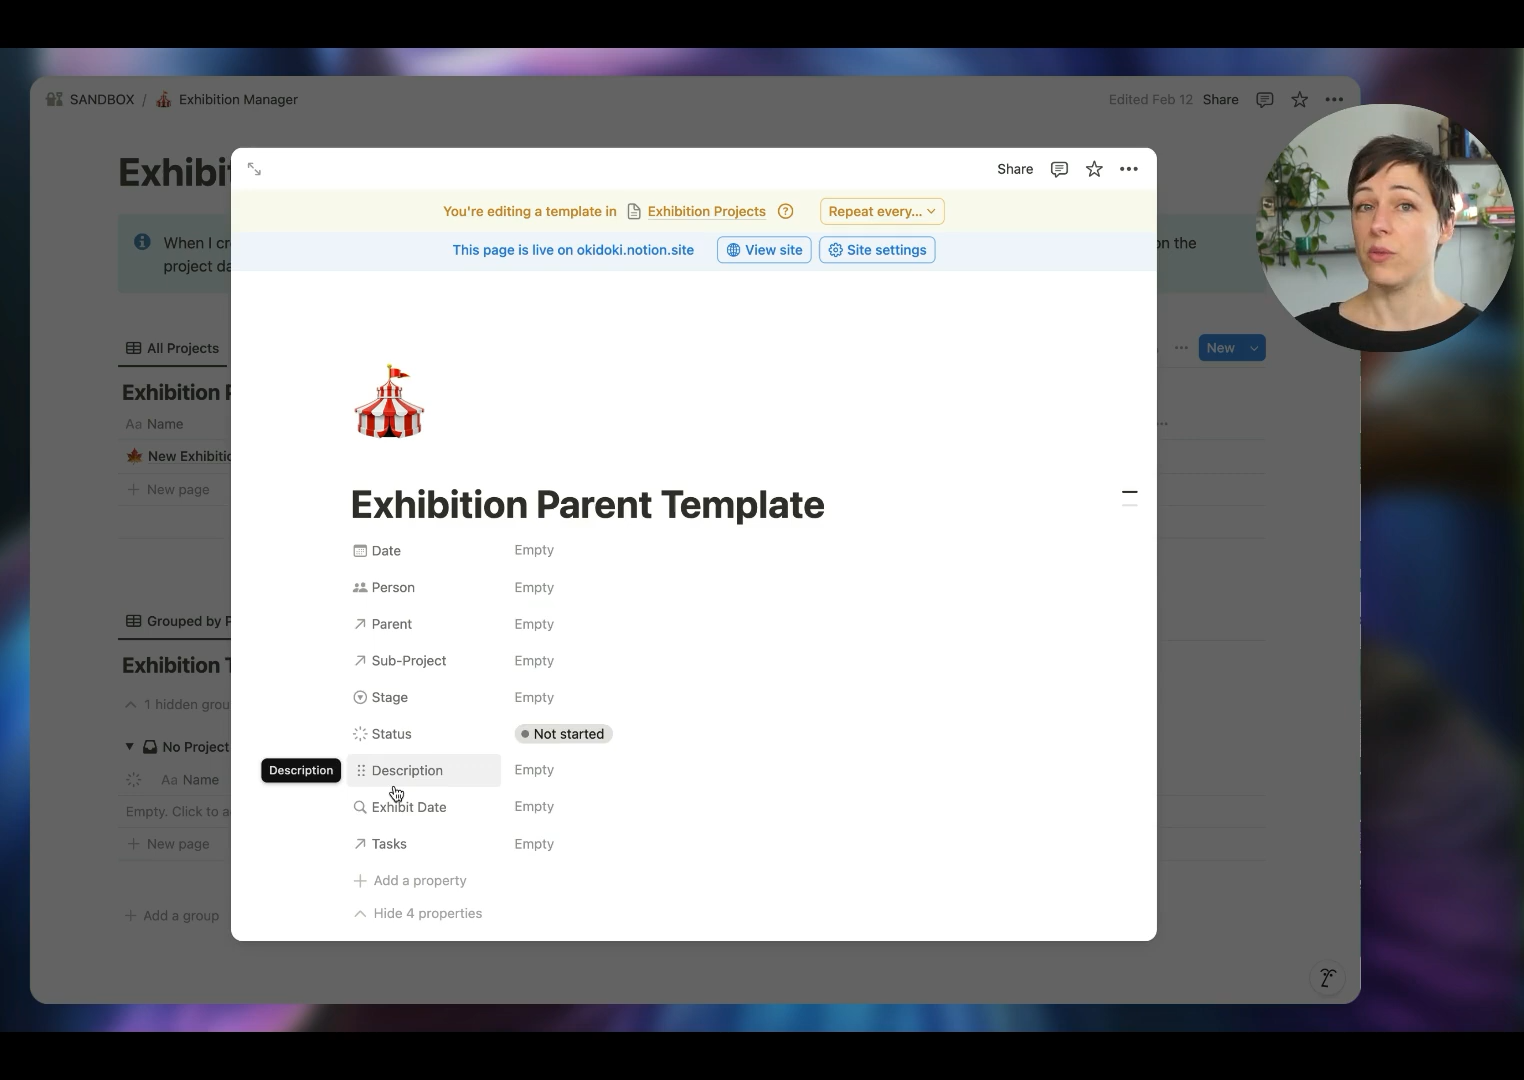 SANDBOX / Exhibition Manager
Edited Feb 12 Share
Exhibi
When I cr
project da
on the
All Projects
New
Exhibition
Aa Name
New Exhibitio
+ New page
Grouped by P
Exhibition T
1 hidden grou
No Project
Aa Name
Empty. Click to a
+ New page
+ Add a group
Share
You're editing a template in Exhibition Projects
Repeat every...
This page is live on okidoki.notion.site
View site
Site settings
Exhibition Parent Template
Date Empty
Person Empty
Parent Empty
Sub-Project Empty
Stage Empty
Status Not started
Description
Description Empty
Exhibit Date Empty
Tasks Empty
+ Add a property
Hide 4 properties